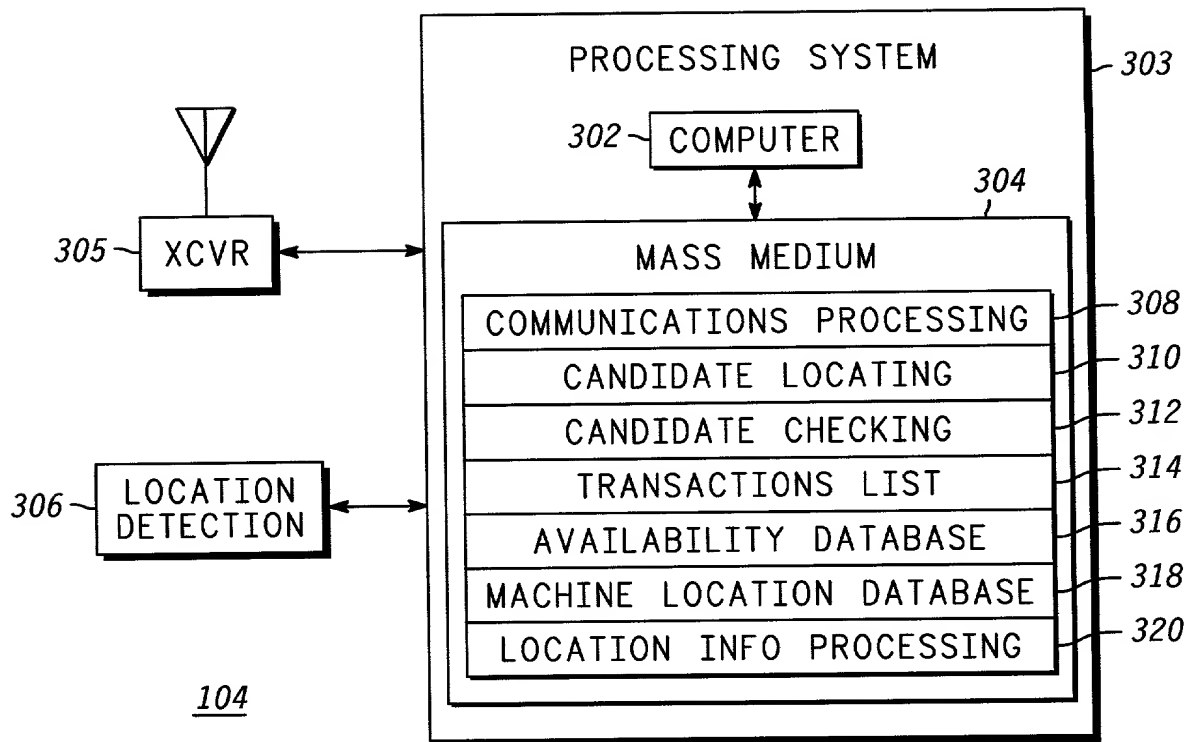 PROCESSING SYSTEM
303
302
COMPUTER
304
305
XCVR
MASS MEDIUM
COMMUNICATIONS PROCESSING
308
CANDIDATE LOCATING
310
CANDIDATE CHECKING
312
TRANSACTIONS LIST
314
306
LOCATION
DETECTION
AVAILABILITY DATABASE
316
MACHINE LOCATION DATABASE
318
LOCATION INFO PROCESSING
320
104